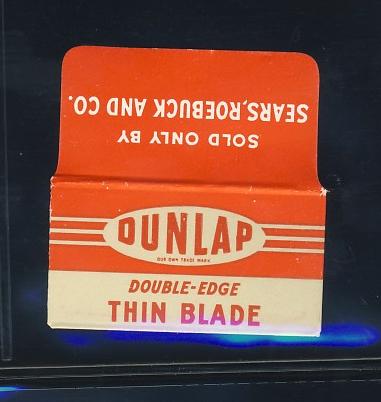 SOLD ONLY BY
SEARS, ROEBUCK AND CO.
DUNLAP
OUR OWN TRADE MARK
DOUBLE-EDGE
THIN BLADE